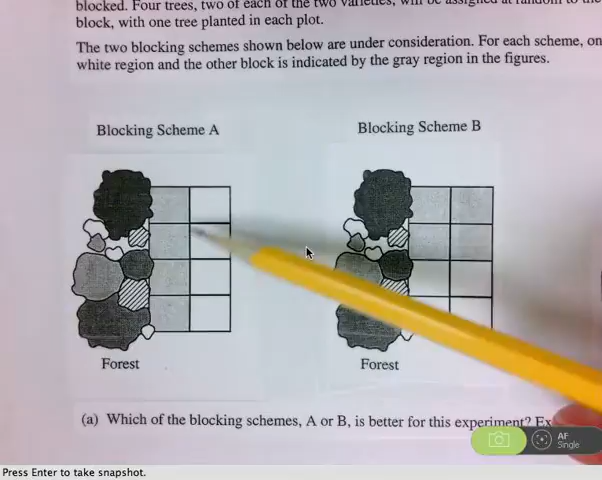 blocked. Four trees, two of each of the two varieties, will be assigned at random to the
block, with one tree planted in each plot.
The two blocking schemes shown below are under consideration. For each scheme, on
white region and the other block is indicated by the gray region in the figures.
Blocking Scheme A
Blocking Scheme B
Forest
Forest
(a) Which of the blocking schemes, A or B, is better for this experiment? Ex
AF
Single
Press Enter to take snapshot.